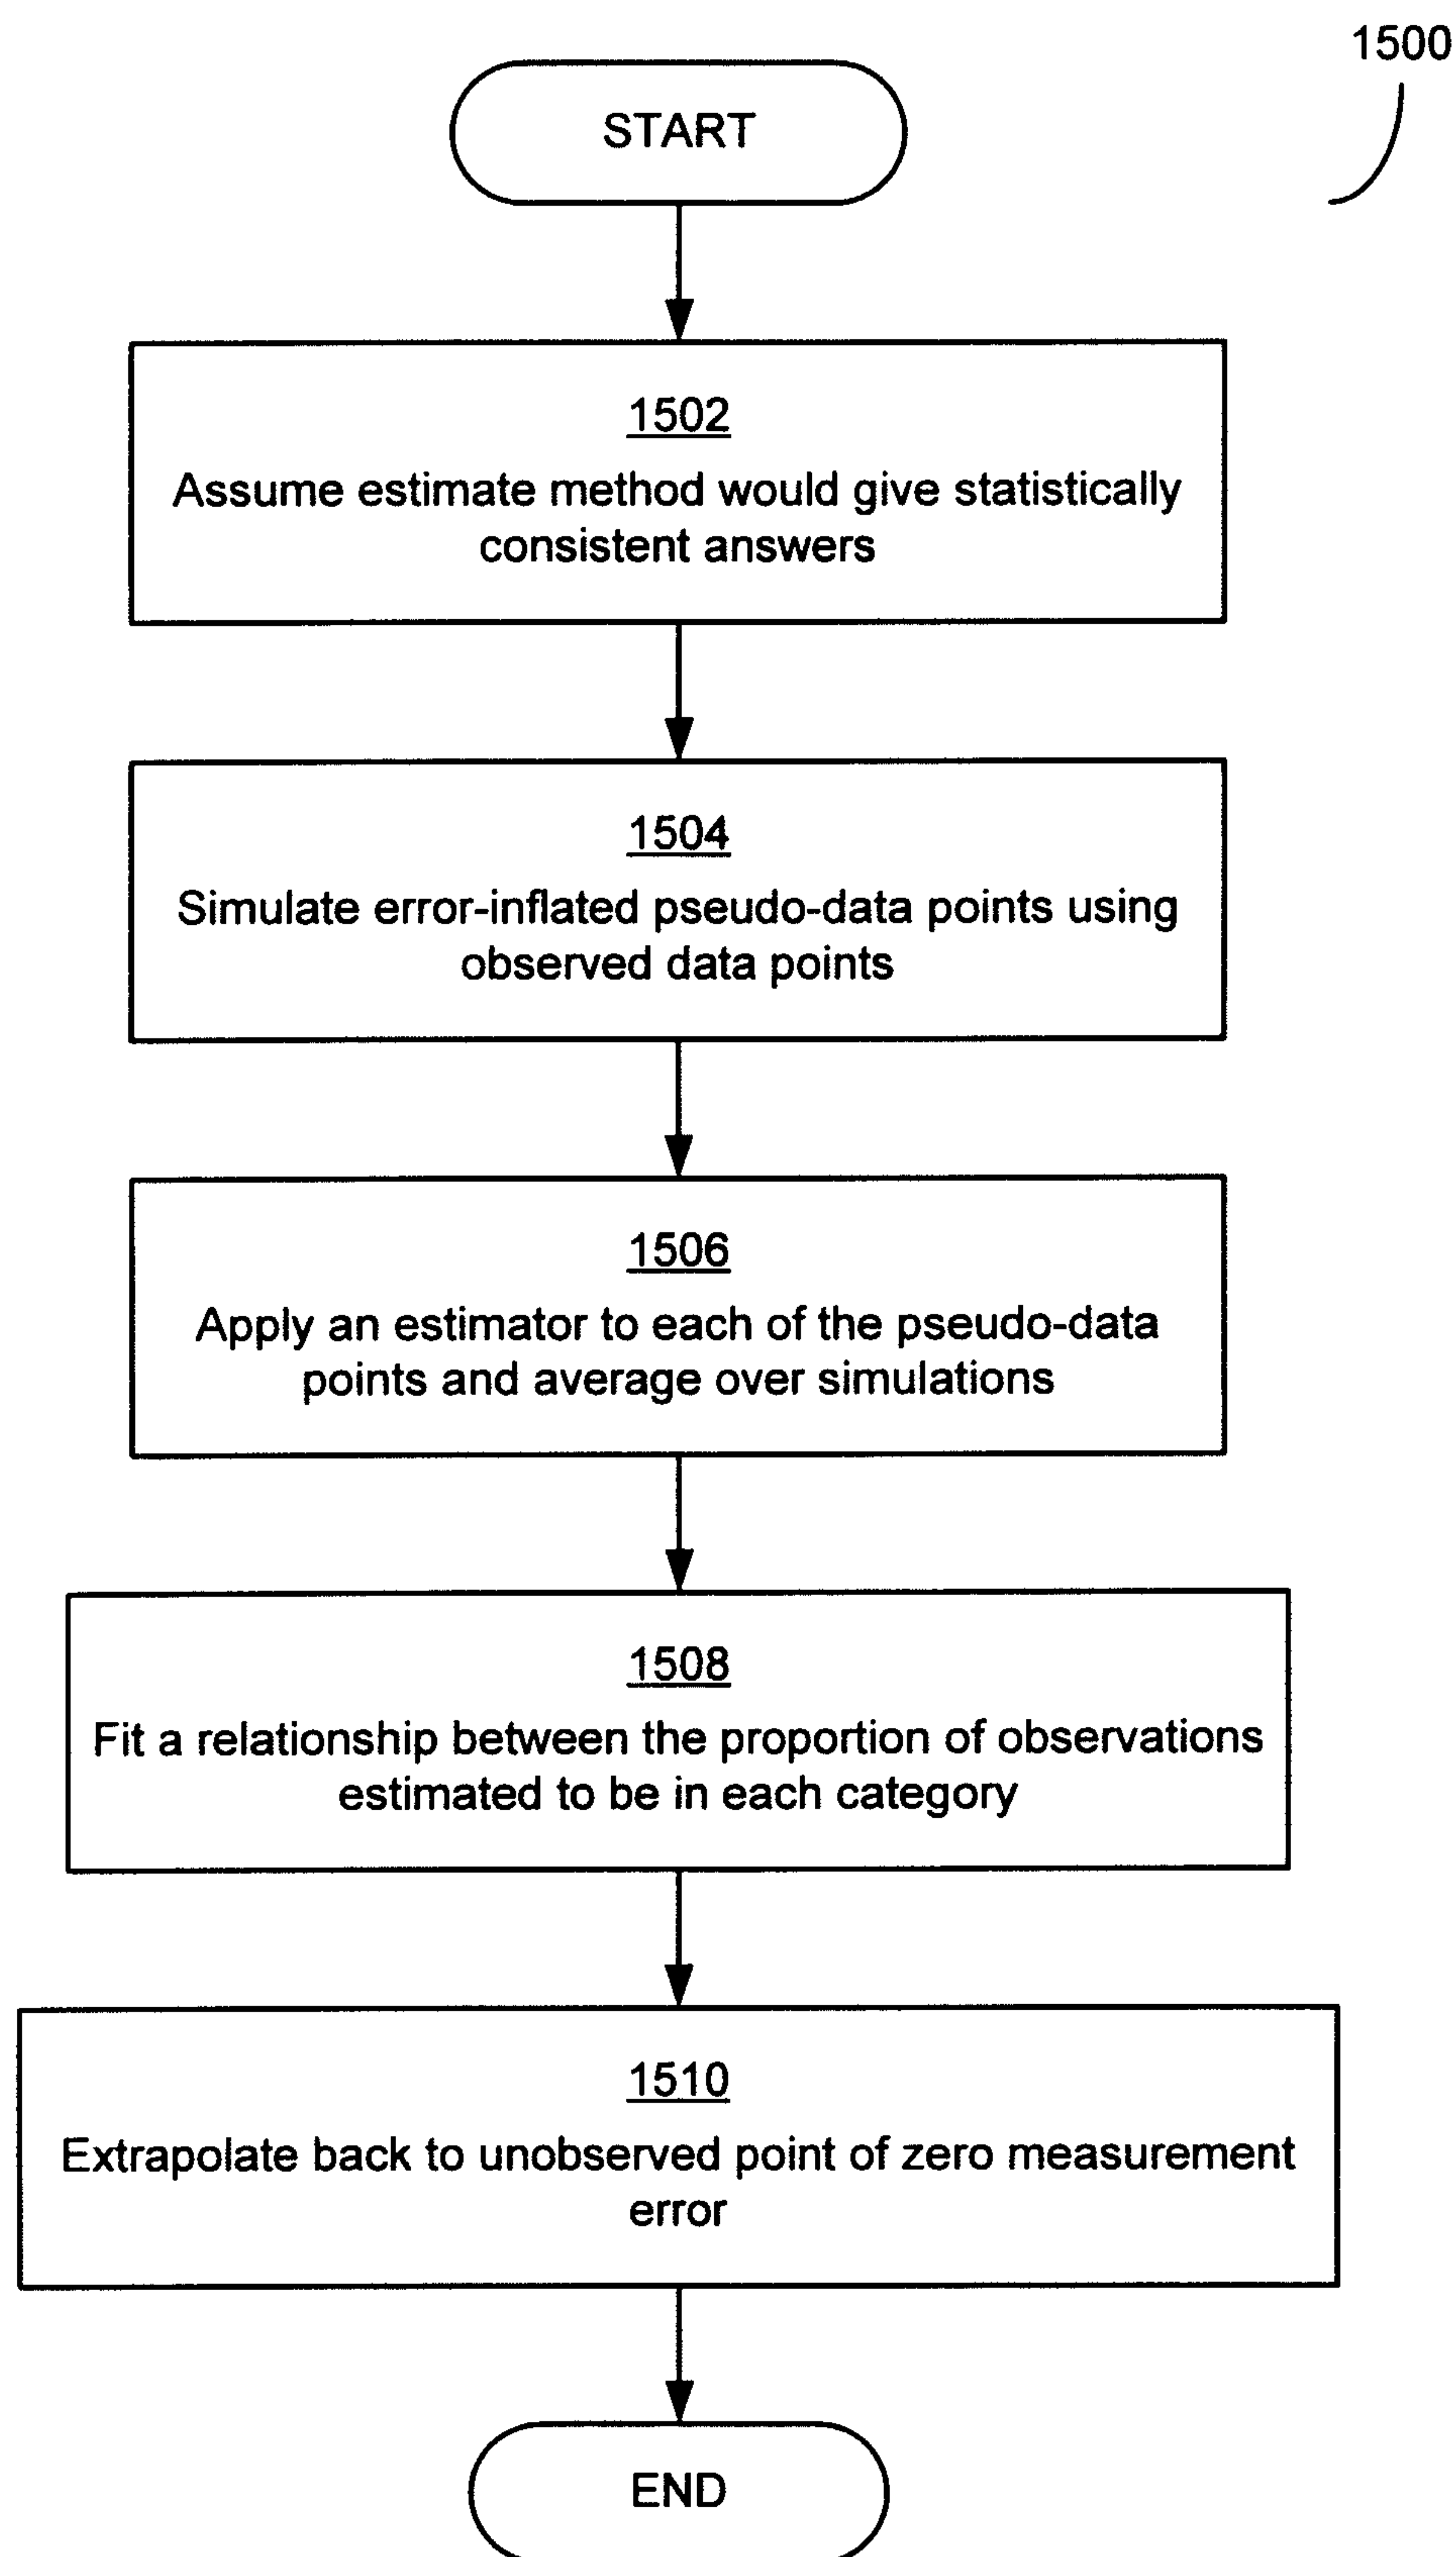 1500
START
1502
Assume estimate method would give statistically
consistent answers
1504
Simulate error-inflated pseudo-data points using
observed data points
1506
Apply an estimator to each of the pseudo-data
points and average over simulations
1508
Fit a relationship between the proportion of observations
estimated to be in each category
1510
Extrapolate back to unobserved point of zero measurement
error
END